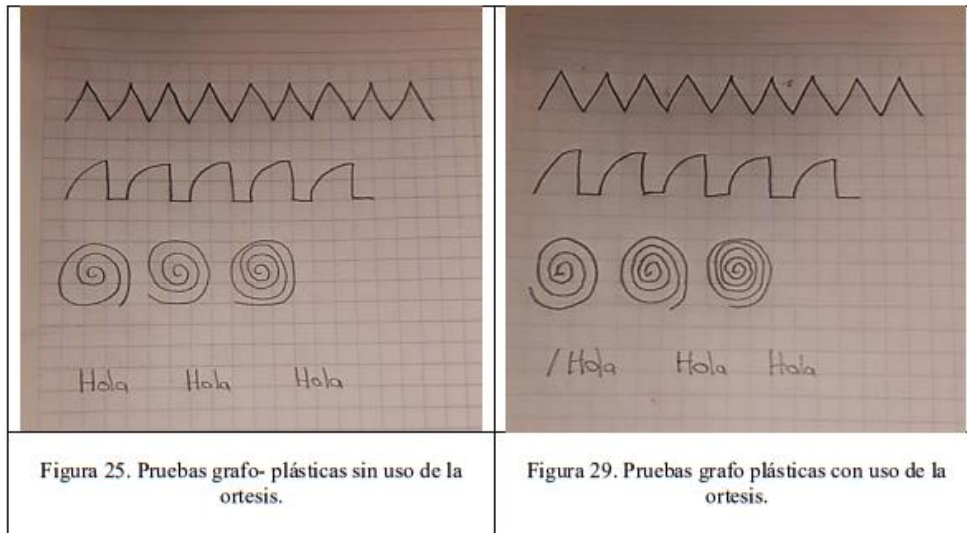 Hola Hola Hola
/ Hola Hola Hola
Figura 25. Pruebas grafo- plásticas sin uso de la
ortesis.
Figura 29. Pruebas grafo plásticas con uso de la
ortesis.